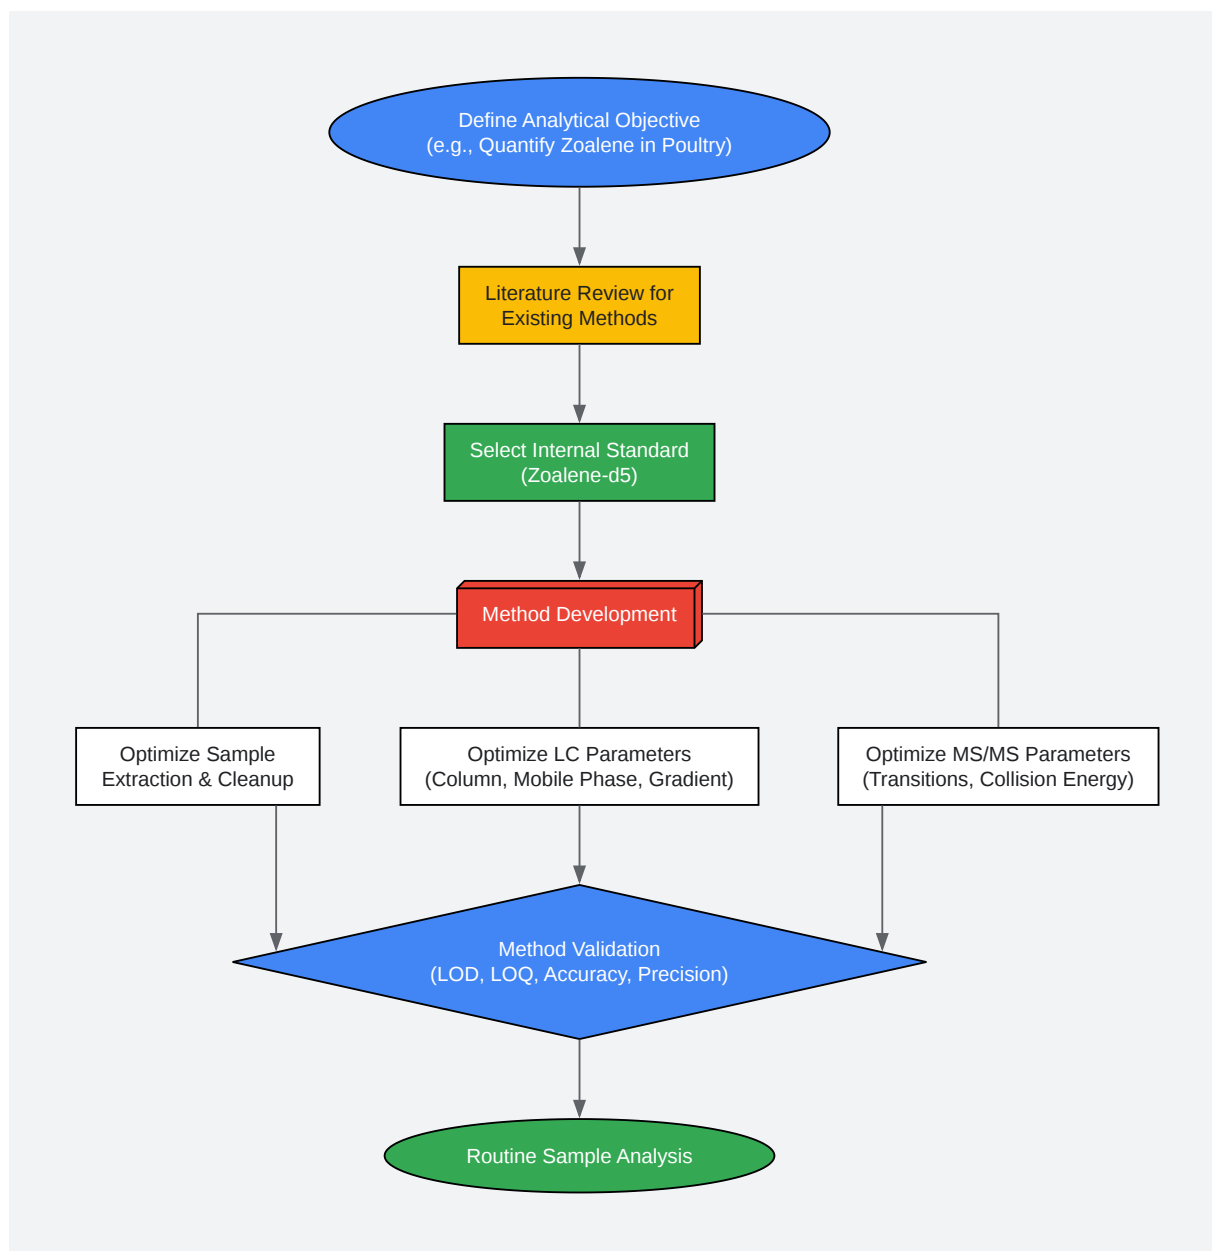 Define Analytical Objective
(e.g., Quantify Zoalene in Poultry)
Literature Review for
Existing Methods
Select Internal Standard
(Zoalene-d5)
Method Development
Optimize Sample
Extraction & Cleanup
Optimize LC Parameters
(Column, Mobile Phase, Gradient)
Optimize MS/MS Parameters
(Transitions, Collision Energy)
Method Validation
(LOD, LOQ, Accuracy, Precision)
Routine Sample Analysis